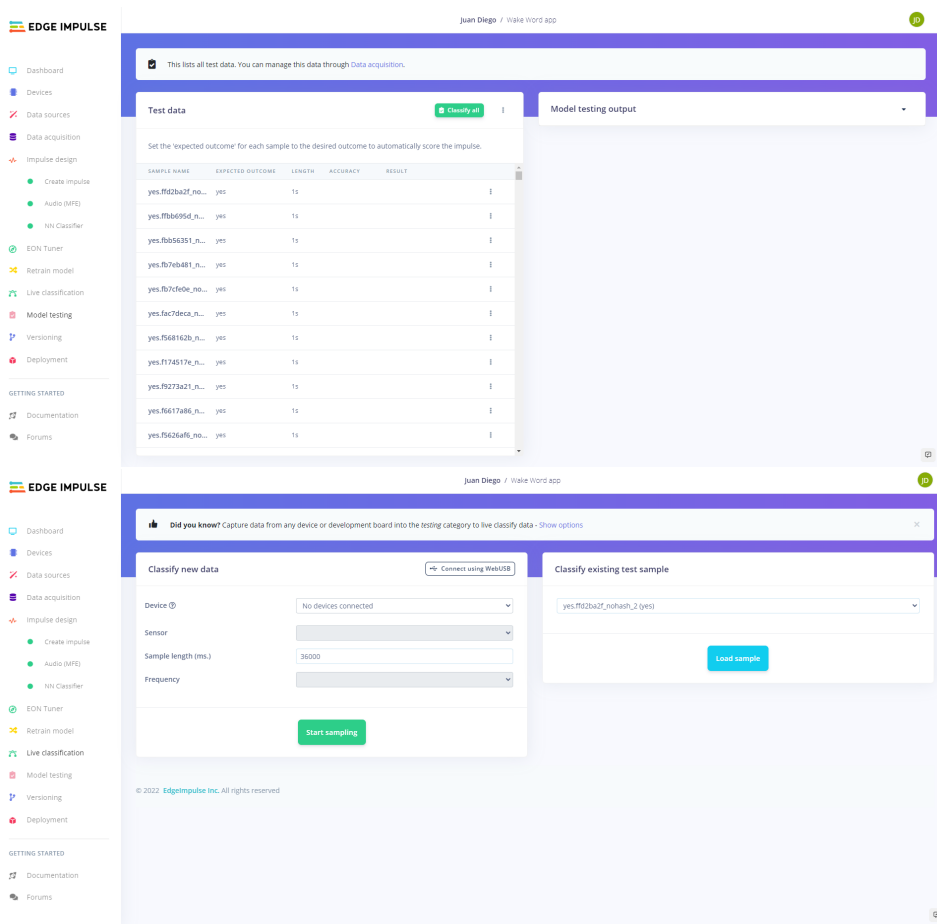 EDGE IMPULSE
Juan Diego / Wake Word app
JD
Dashboard
Devices
Data sources
Data acquisition
Impulse design
Create impulse
Audio (MFE)
NN Classifier
EON Tuner
Retrain model
Live classification
Model testing
Versioning
Deployment
GETTING STARTED
Documentation
Forums
This lists all test data. You can manage this data through Data acquisition.
Test data
Classify all
Set the 'expected outcome' for each sample to the desired outcome to automatically score the impulse.
SAMPLE NAME EXPECTED OUTCOME LENGTH ACCURACY RESULT
yes.ffd2ba2f_no... yes 1s
yes.ffbb695d_n... yes 1s
yes.fbb56351_n... yes 1s
yes.fb7eb481_n... yes 1s
yes.fb7cfe0e_no... yes 1s
yes.fac7deca_n... yes 1s
yes.f568162b_n... yes 1s
yes.f174517e_n... yes 1s
yes.f9273a21_n... yes 1s
yes.f6617a86_n... yes 1s
yes.f5626af6_no... yes 1s
Model testing output
EDGE IMPULSE
Juan Diego / Wake Word app
JD
Dashboard
Devices
Data sources
Data acquisition
Impulse design
Create impulse
Audio (MFE)
NN Classifier
EON Tuner
Retrain model
Live classification
Model testing
Versioning
Deployment
GETTING STARTED
Documentation
Forums
Did you know? Capture data from any device or development board into the testing category to live classify data - Show options
Classify new data
Connect using WebUSB
Device No devices connected
Sensor
Sample length (ms.) 36000
Frequency
Start sampling
Classify existing test sample
yes.ffd2ba2f_nohash_2 (yes)
Load sample
© 2022 EdgeImpulse Inc. All rights reserved